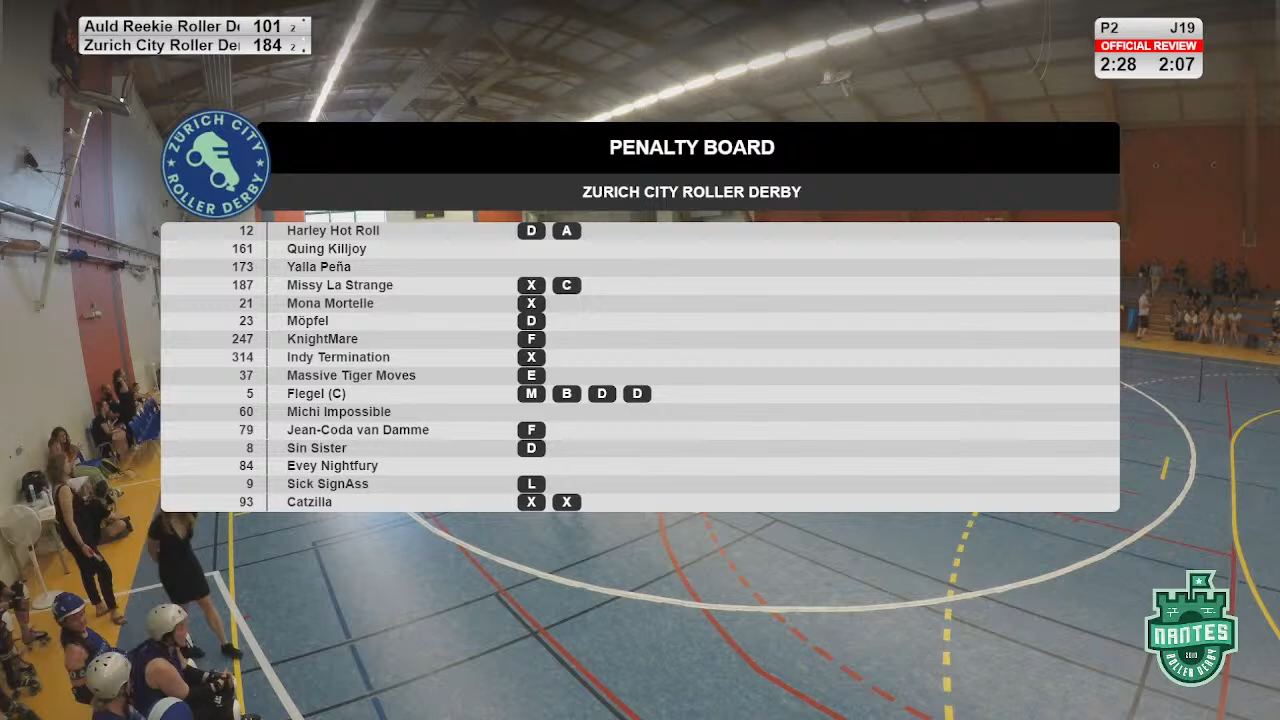 Auld Reekie Roller De 101 2
Zurich City Roller Der 184 2
P2 J19
OFFICIAL REVIEW
2:28 2:07
ZÜRICH CITY
ROLLER DERBY
PENALTY BOARD
ZURICH CITY ROLLER DERBY
12 Harley Hot Roll D A
161 Quing Killjoy
173 Yalla Peña
187 Missy La Strange X C
21 Mona Mortelle X
23 Möpfel D
247 KnightMare F
314 Indy Termination X
37 Massive Tiger Moves E
5 Flegel (C) M B D D
60 Michi Impossible
79 Jean-Coda van Damme F
8 Sin Sister D
84 Evey Nightfury
9 Sick SignAss L
93 Catzilla X X
NANTES
2010
ROLLER DERBY